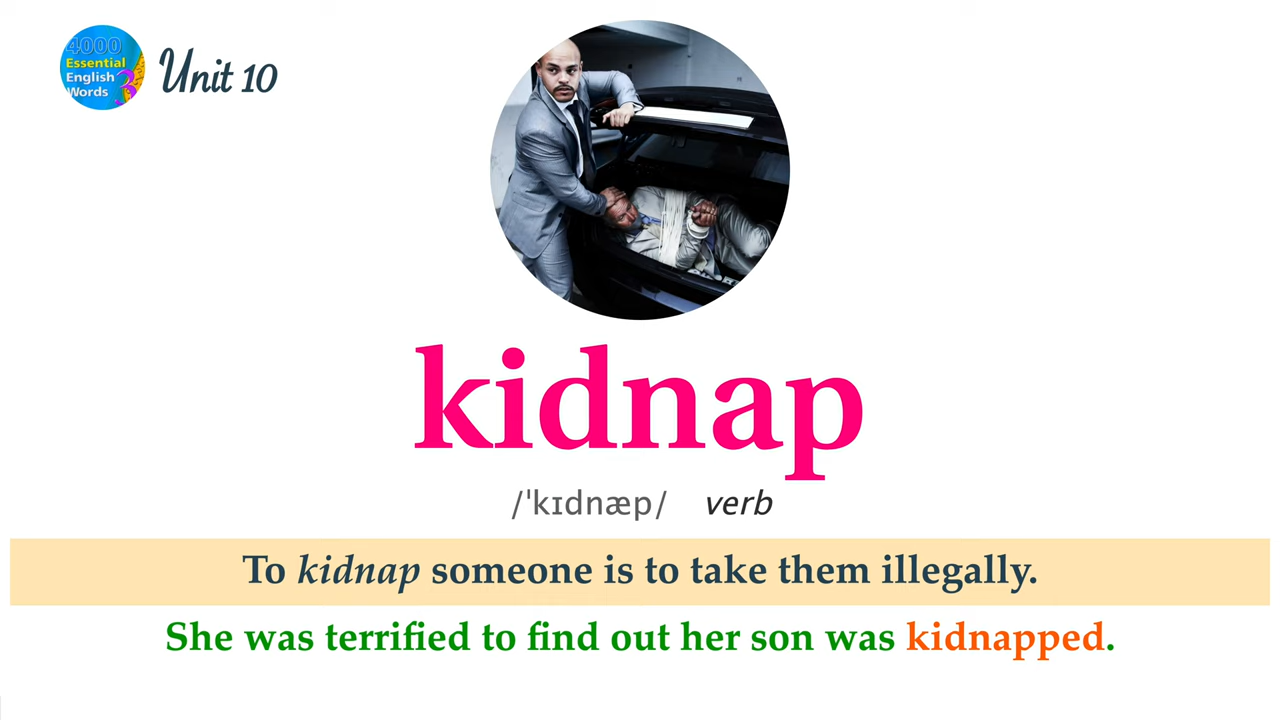 4000
Essential
English
Words 3
Unit 10
kidnap
/ˈkɪdnæp/ verb
To kidnap someone is to take them illegally.
She was terrified to find out her son was kidnapped.